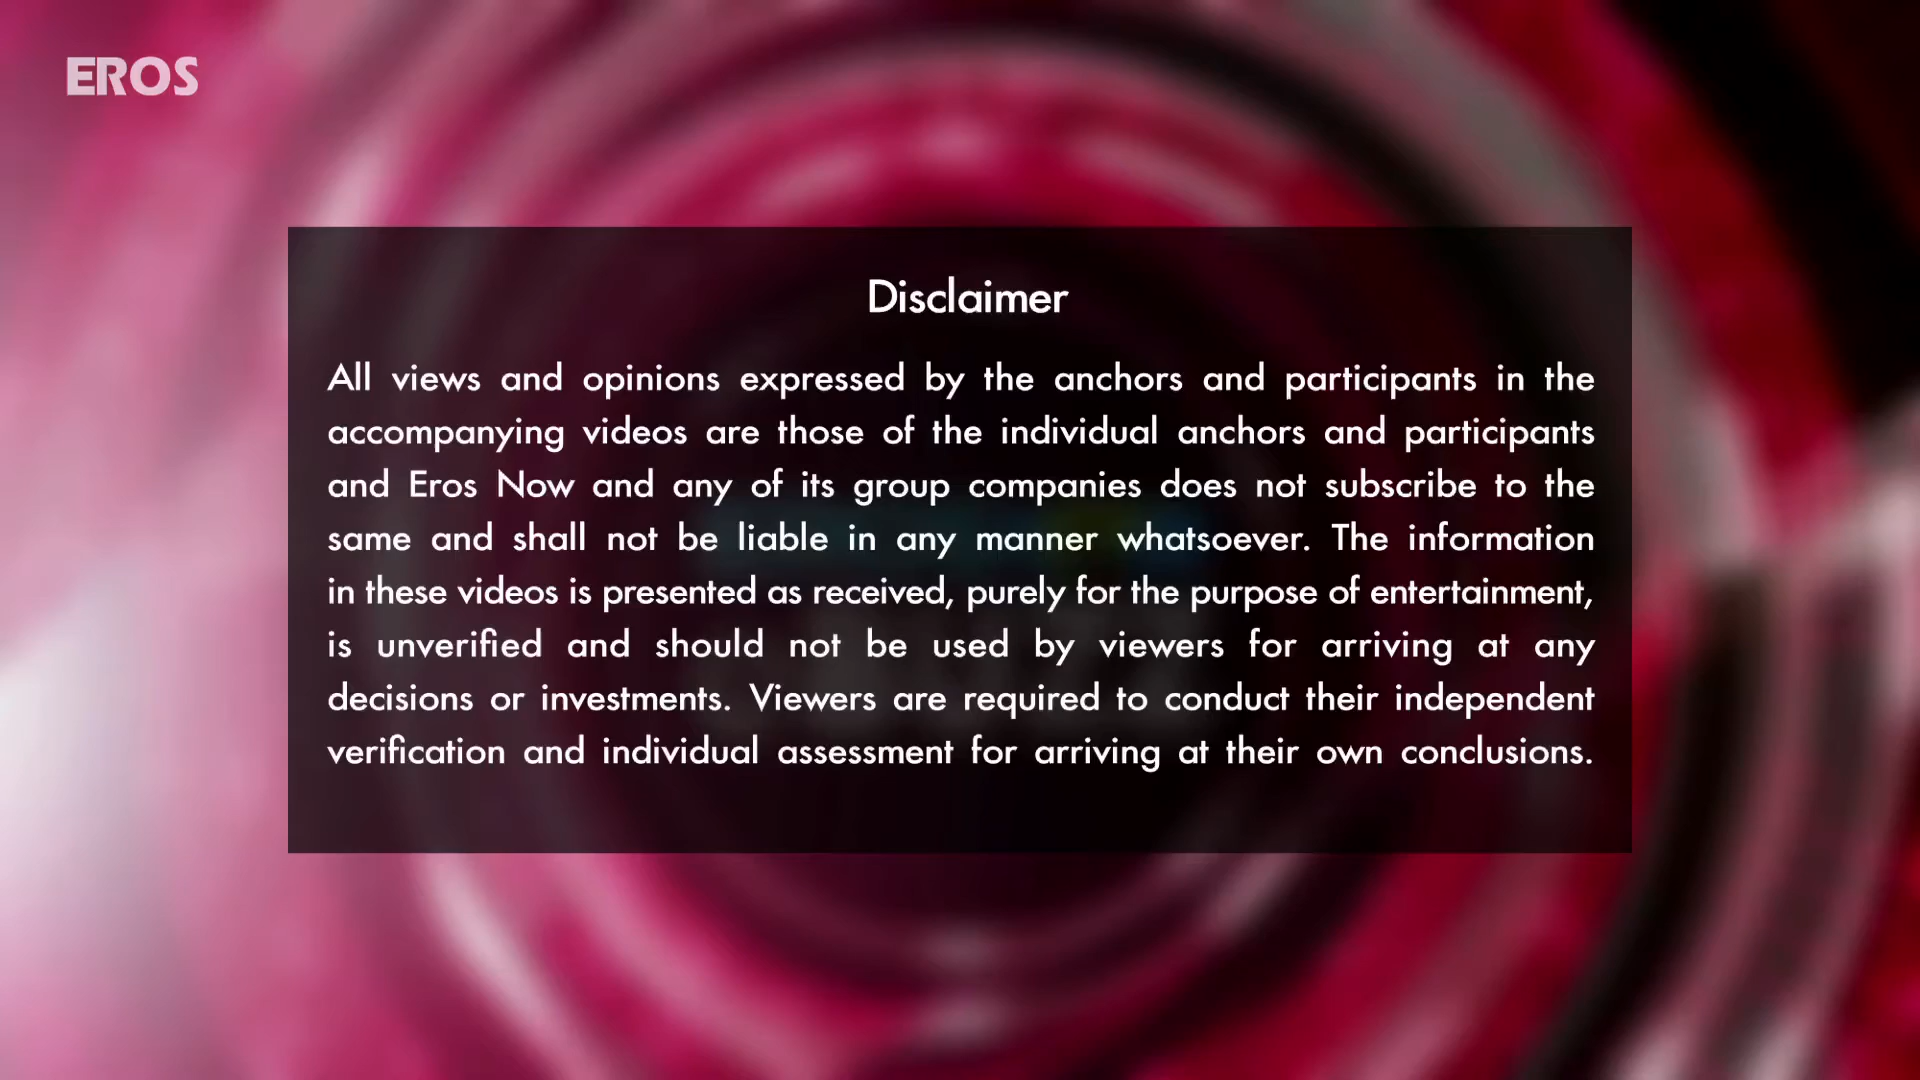 EROS
Disclaimer
All views and opinions expressed by the anchors and participants in the
accompanying videos are those of the individual anchors and participants
and Eros Now and any of its group companies does not subscribe to the
same and shall not be liable in any manner whatsoever. The information
in these videos is presented as received, purely for the purpose of entertainment,
is unverified and should not be used by viewers for arriving at any
decisions or investments. Viewers are required to conduct their independent
verification and individual assessment for arriving at their own conclusions.